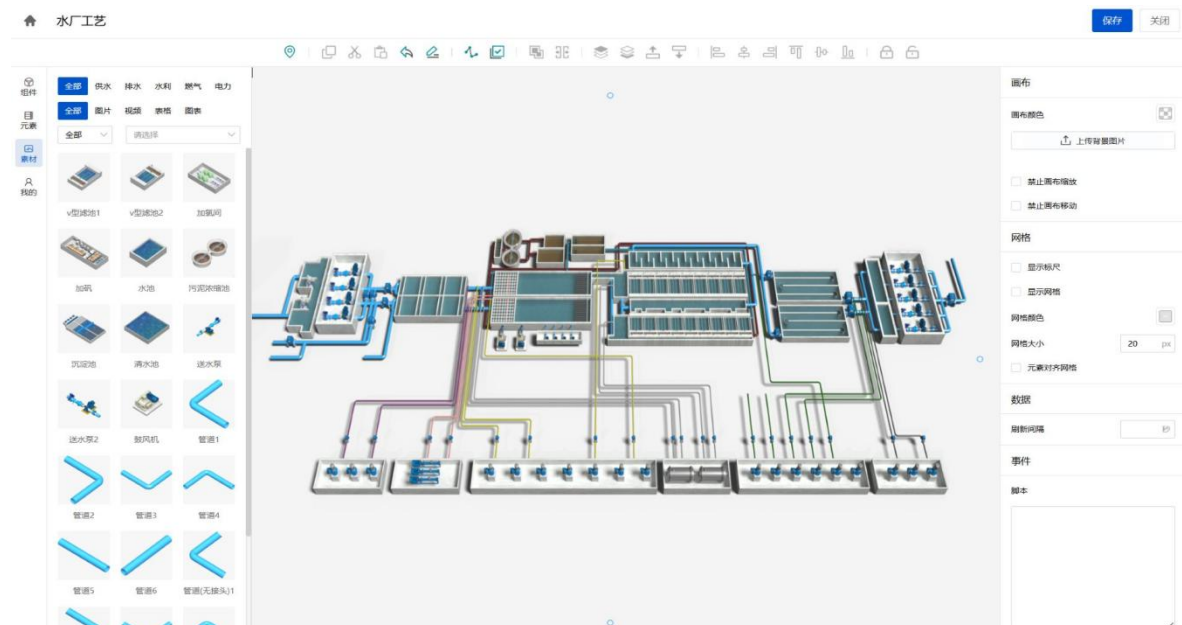 水厂工艺
保存
关闭
组件
元素
素材
我的
全部 供水 排水 水利 燃气 电力
全部 图片 视频 表格 图表
全部 请选择
v型滤池1 v型滤池2 加氯间
加矾 水池 污泥浓缩池
沉淀池 清水池 送水泵
送水泵2 鼓风机 管道1
管道2 管道3 管道4
管道5 管道6 管道(无接头)1
画布
画布颜色
上传背景图片
禁止画布缩放
禁止画布移动
网格
显示标尺
显示网格
网格颜色
网格大小 20 px
元素对齐网格
数据
刷新间隔 秒
事件
脚本